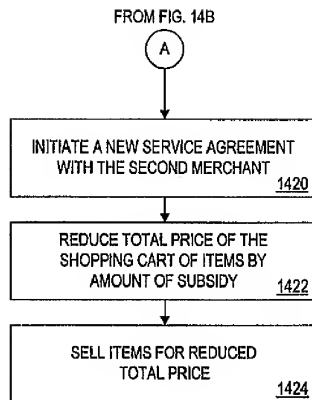 FROM FIG. 14B
A
INITIATE A NEW SERVICE AGREEMENT
WITH THE SECOND MERCHANT
1420
REDUCE TOTAL PRICE OF THE
SHOPPING CART OF ITEMS BY
AMOUNT OF SUBSIDY
1422
SELL ITEMS FOR REDUCED
TOTAL PRICE
1424